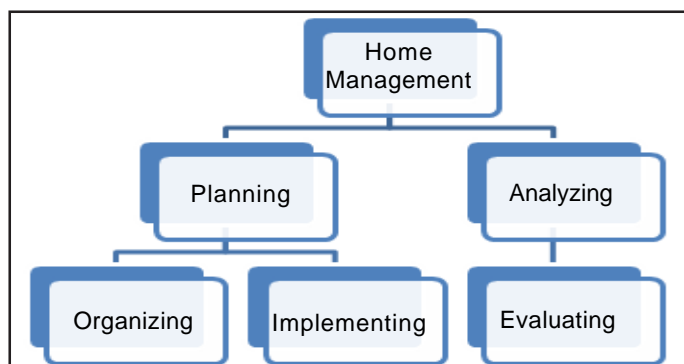 Home
Management
Planning
Analyzing
Organizing
Implementing
Evaluating